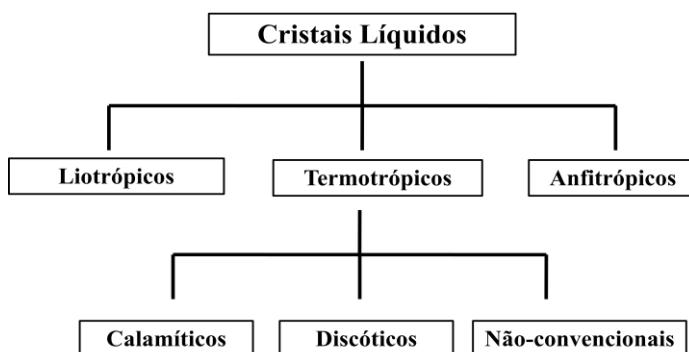 Cristais Líquidos
Liotrópicos
Termotrópicos
Anfitrópicos
Calamíticos
Discóticos
Não-convencionais